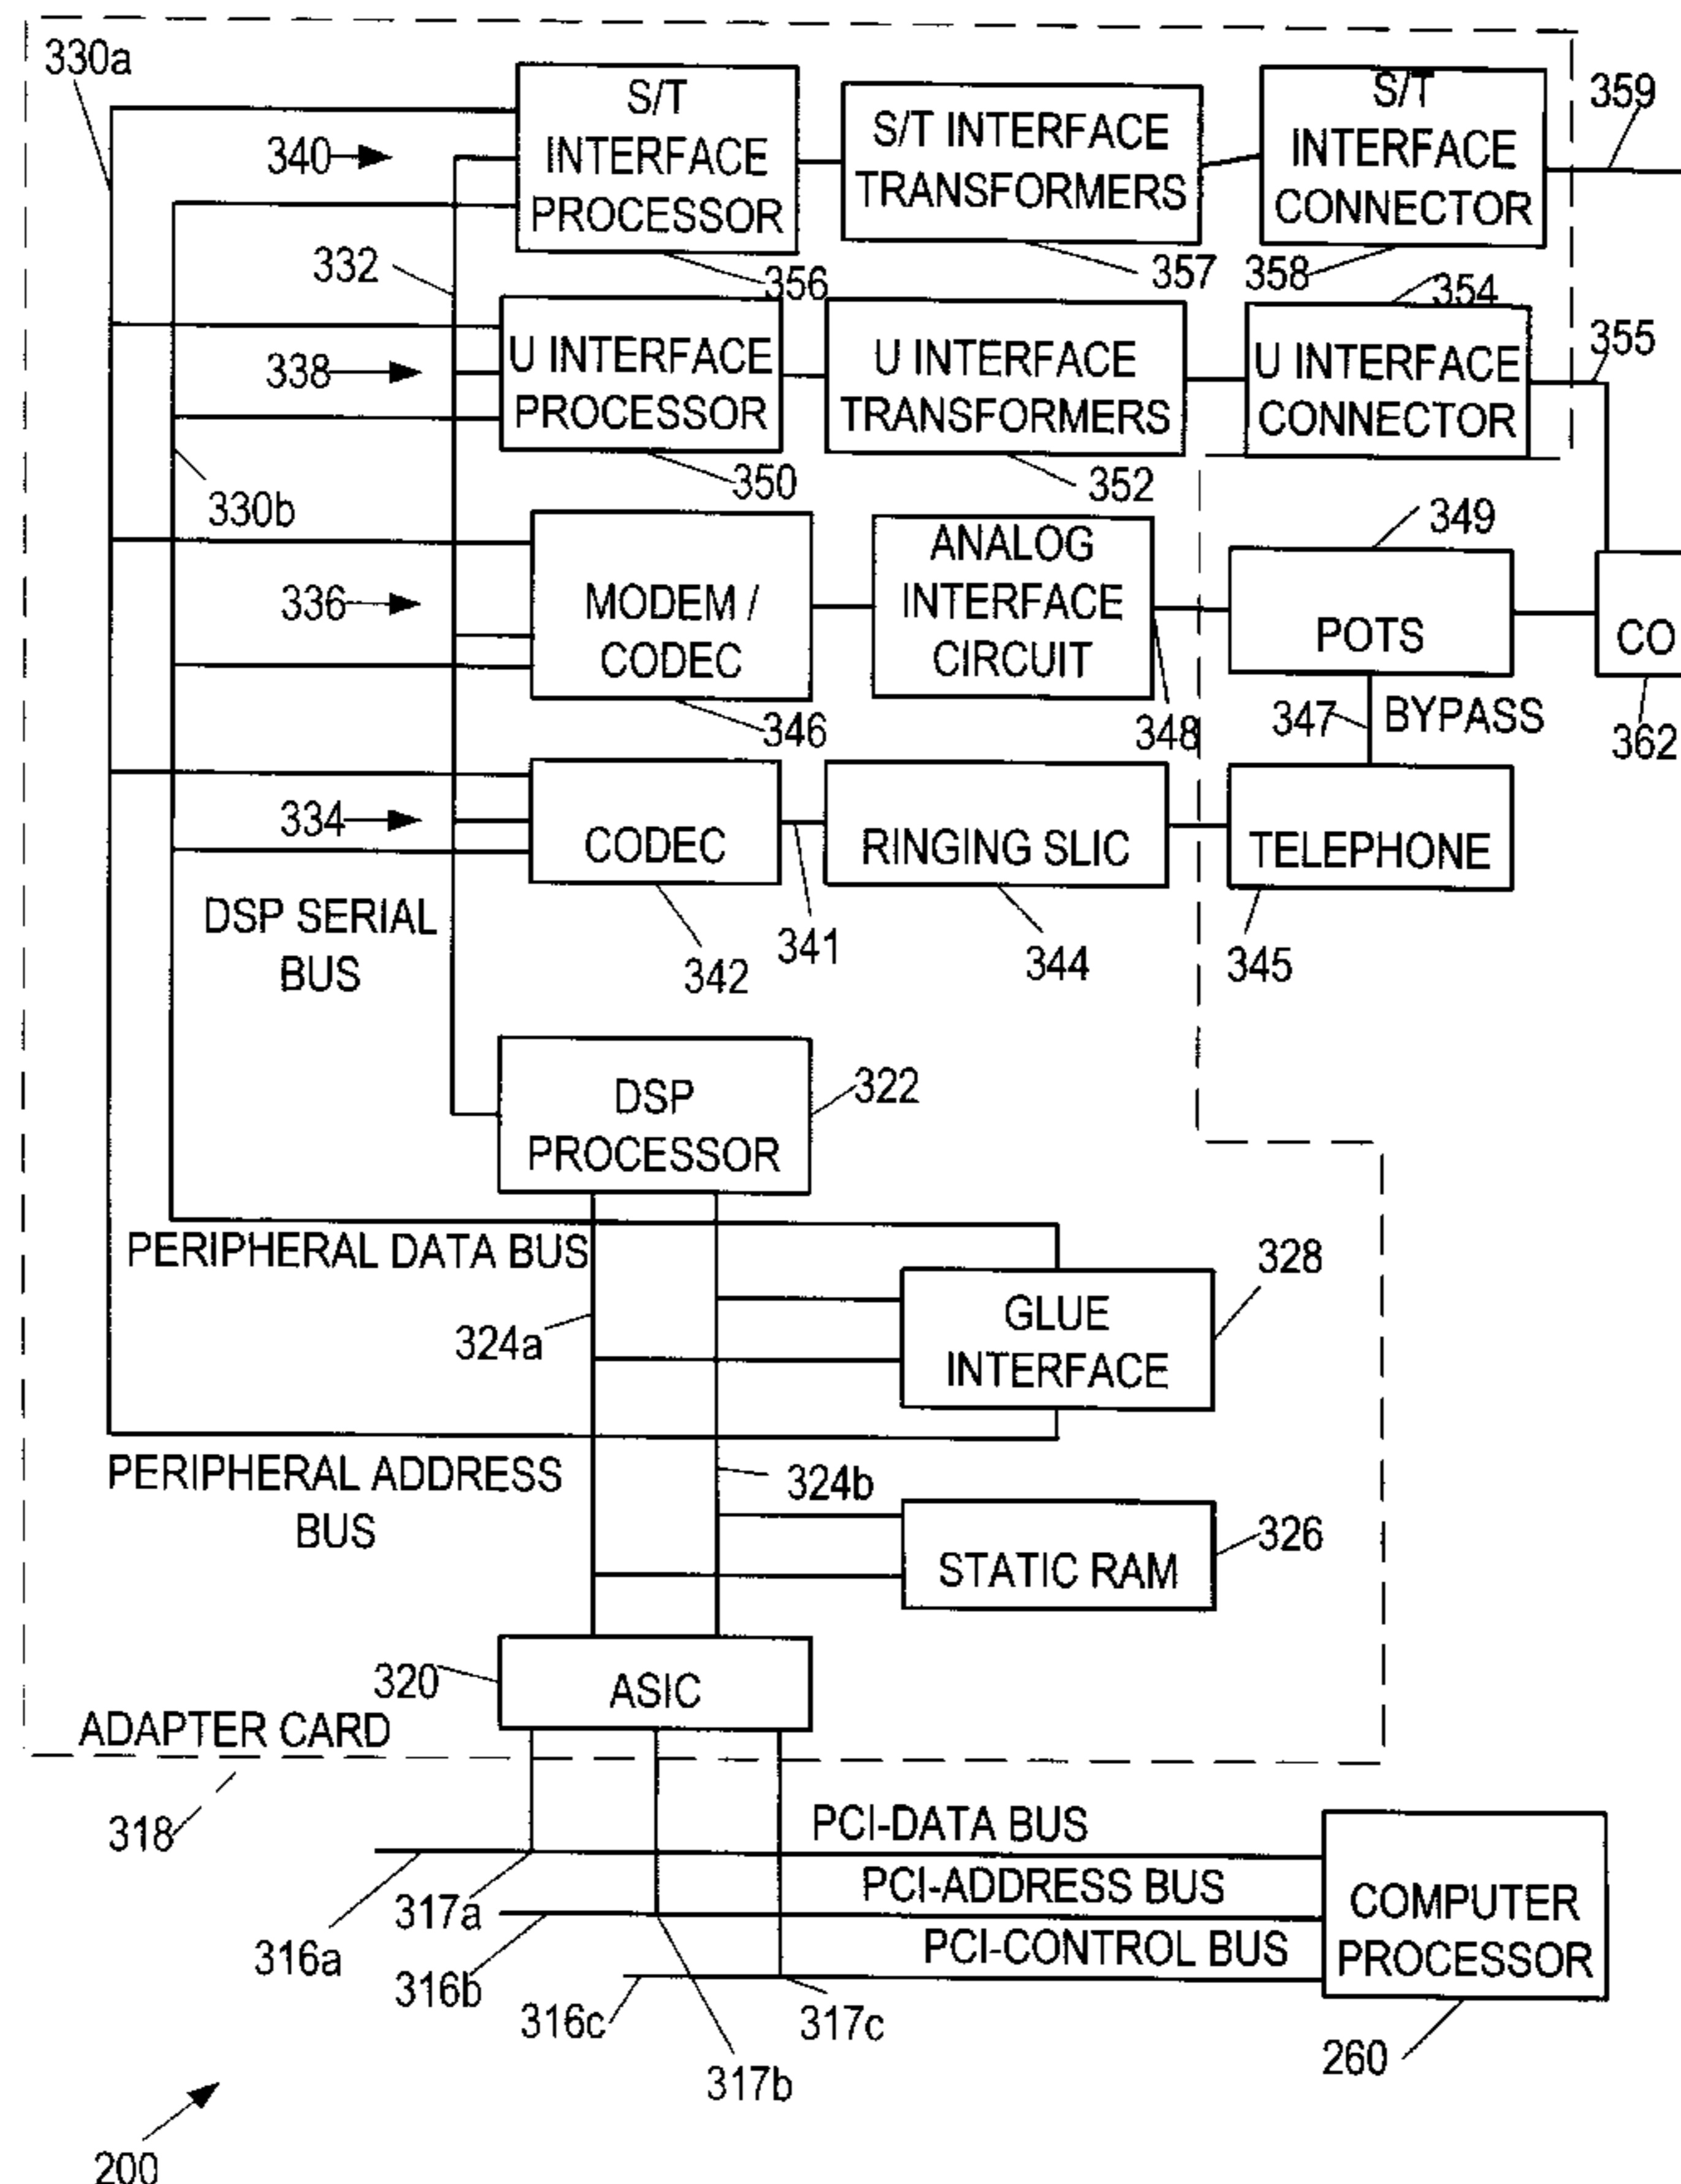 330a
S/T
INTERFACE
PROCESSOR
S/T INTERFACE
TRANSFORMERS
S/T
INTERFACE
CONNECTOR
359
340
332
356
357
358
354
355
338
U INTERFACE
PROCESSOR
U INTERFACE
TRANSFORMERS
U INTERFACE
CONNECTOR
330b
350
352
349
336
MODEM /
CODEC
ANALOG
INTERFACE
CIRCUIT
POTS
CO
346
348
347
BYPASS
362
334
CODEC
RINGING SLIC
TELEPHONE
DSP SERIAL
BUS
342
341
344
345
DSP
PROCESSOR
322
PERIPHERAL DATA BUS
328
324a
GLUE
INTERFACE
PERIPHERAL ADDRESS
BUS
324b
STATIC RAM
326
320
ASIC
ADAPTER CARD
318
PCI-DATA BUS
PCI-ADDRESS BUS
PCI-CONTROL BUS
COMPUTER
PROCESSOR
317a
316a
316b
316c
317c
317b
260
200